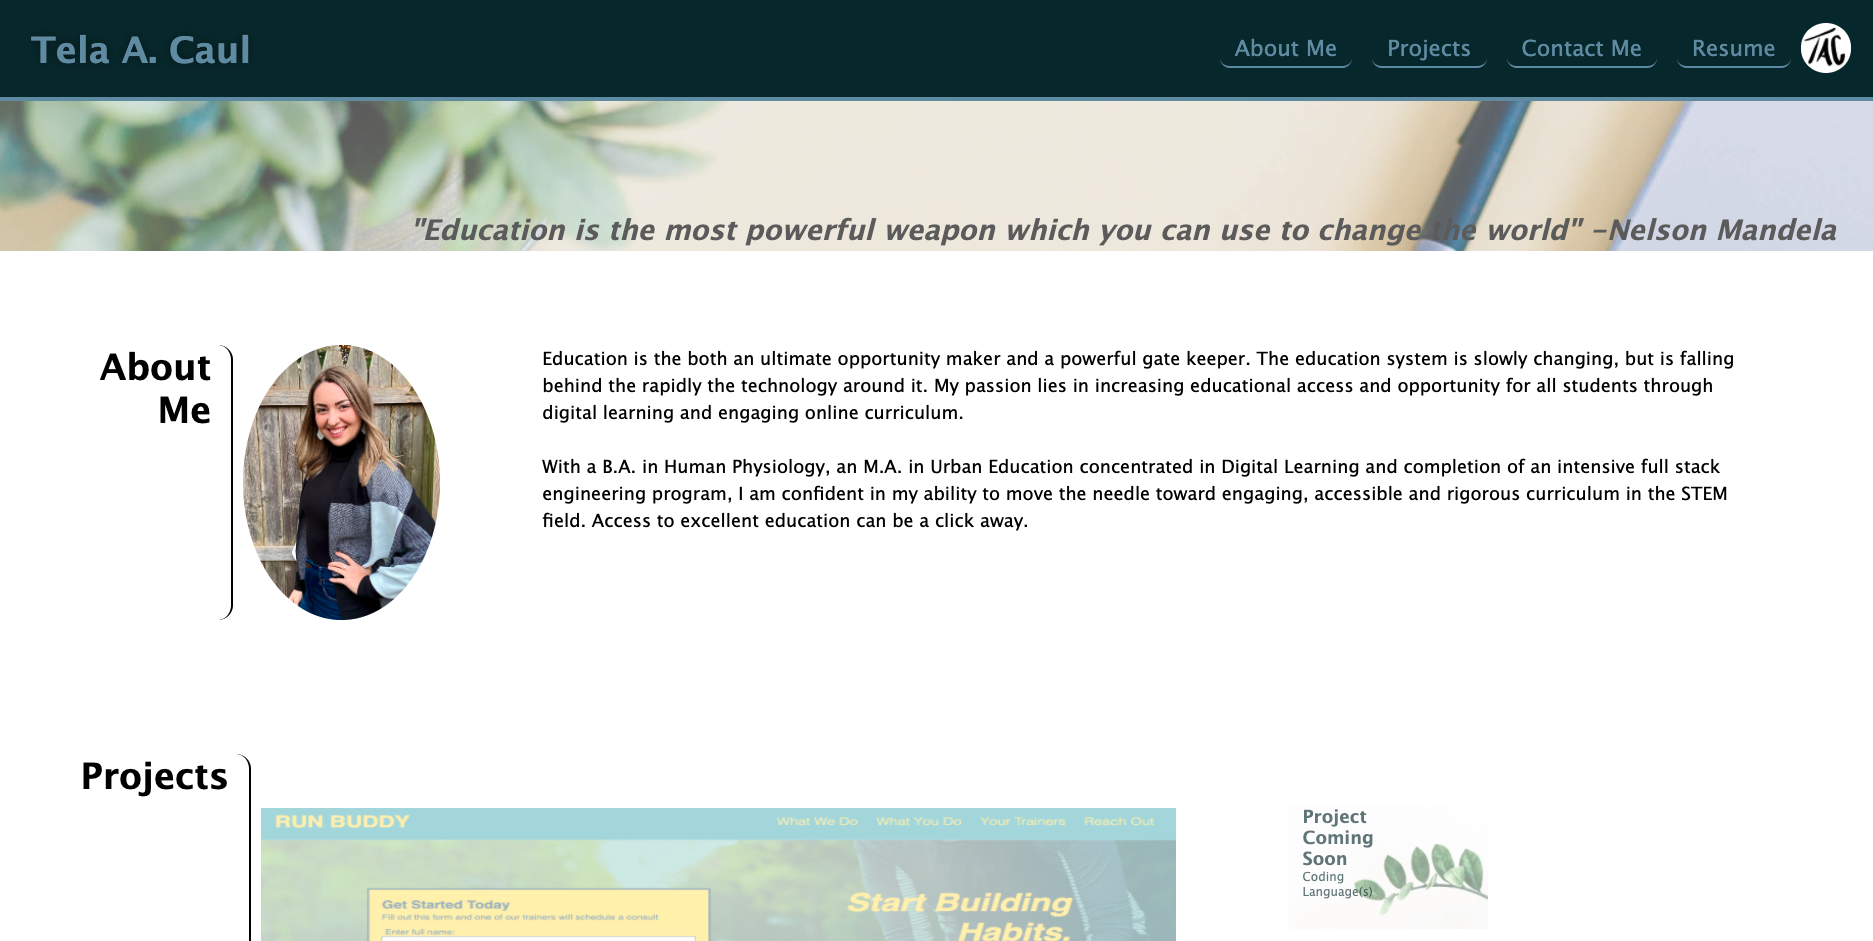 Tela A. Caul
About Me Projects Contact Me Resume TAC
"Education is the most powerful weapon which you can use to change the world" –Nelson Mandela
About
Me
Education is the both an ultimate opportunity maker and a powerful gate keeper. The education system is slowly changing, but is falling
behind the rapidly the technology around it. My passion lies in increasing educational access and opportunity for all students through
digital learning and engaging online curriculum.
With a B.A. in Human Physiology, an M.A. in Urban Education concentrated in Digital Learning and completion of an intensive full stack
engineering program, I am confident in my ability to move the needle toward engaging, accessible and rigorous curriculum in the STEM
field. Access to excellent education can be a click away.
Projects
RUN BUDDY
What We Do What You Do Your Trainers Reach Out
Get Started Today
Fill out this form and one of our trainers will schedule a consult
Enter full name:
Start Building
Habits.
Project
Coming
Soon
Coding
Language(s)